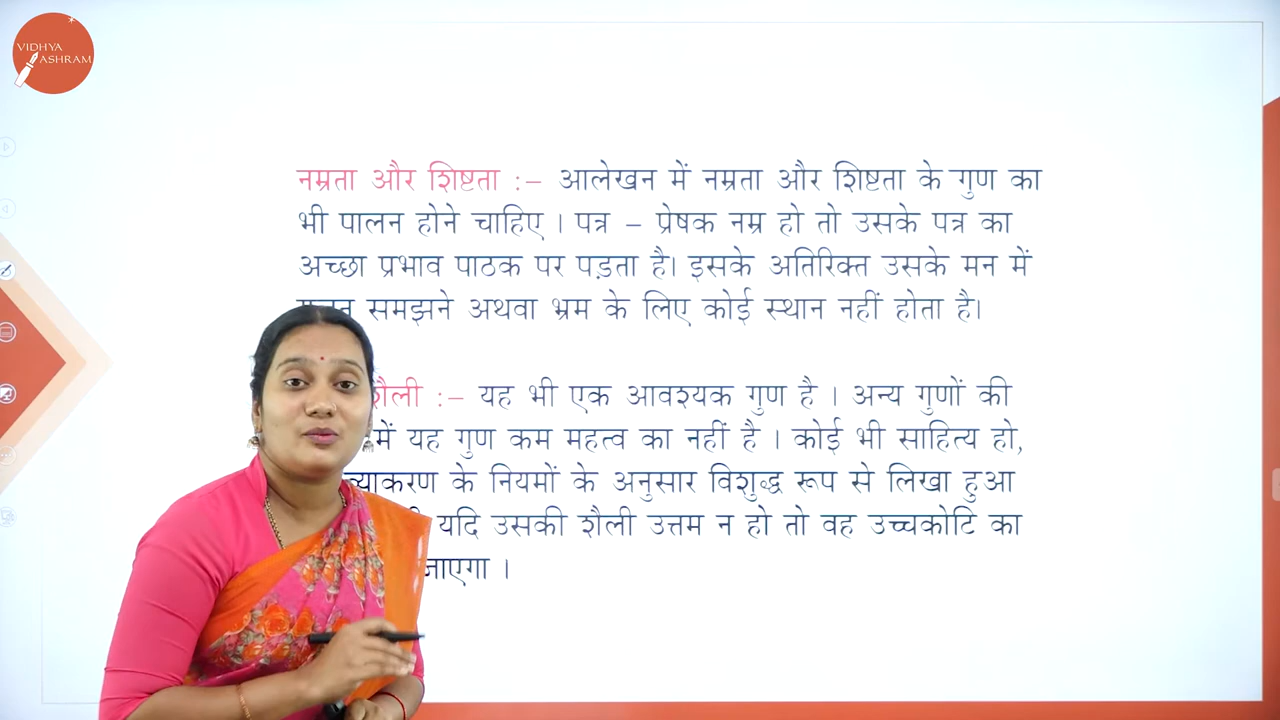 VIDHYA
ASHRAM
नम्रता और शिष्टता :– आलेखन में नम्रता और शिष्टता के गुण का
भी पालन होने चाहिए । पत्र – प्रेषक नम्र हो तो उसके पत्र का
अच्छा प्रभाव पाठक पर पड़ता है। इसके अतिरिक्त उसके मन में
समझने अथवा भ्रम के लिए कोई स्थान नहीं होता है।
शैली :– यह भी एक आवश्यक गुण है । अन्य गुणों की
में यह गुण कम महत्व का नहीं है । कोई भी साहित्य हो,
व्याकरण के नियमों के अनुसार विशुद्ध रूप से लिखा हुआ
यदि उसकी शैली उत्तम न हो तो वह उच्चकोटि का
जाएगा ।